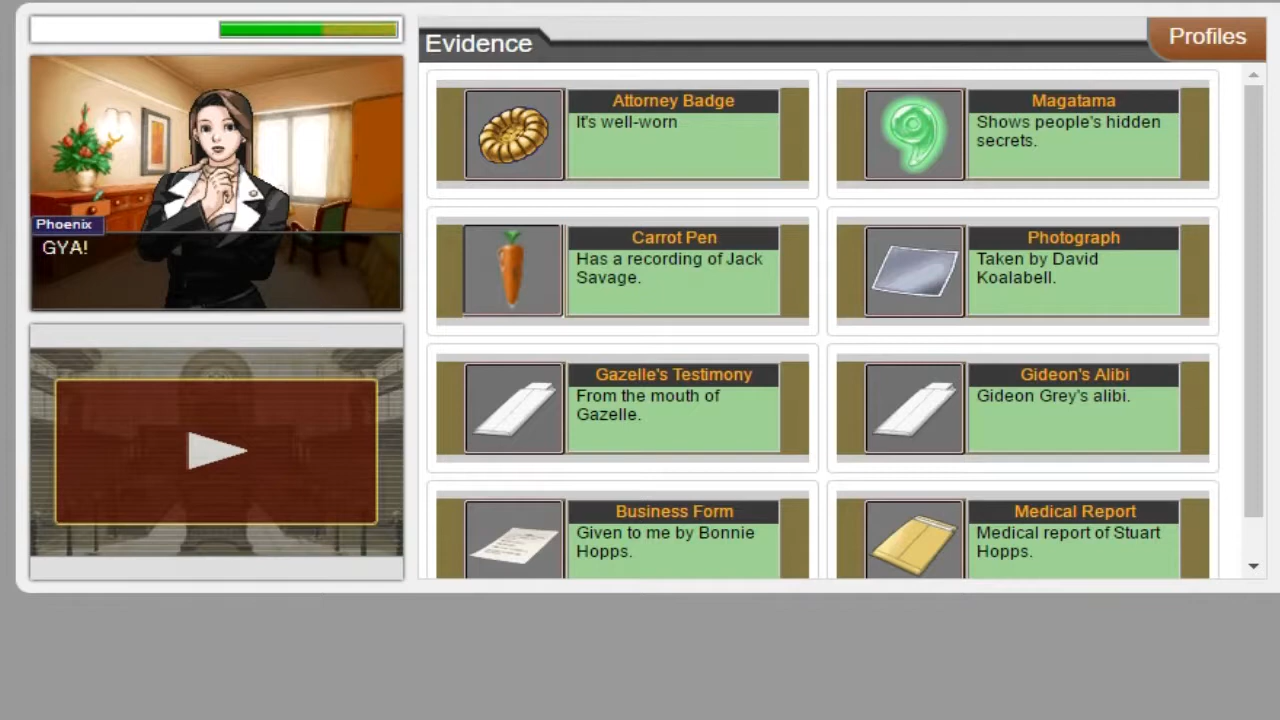 Evidence
Profiles
Phoenix
GYA!
Attorney Badge
It's well-worn
Magatama
Shows people's hidden
secrets.
Carrot Pen
Has a recording of Jack
Savage.
Photograph
Taken by David
Koalabell.
Gazelle's Testimony
From the mouth of
Gazelle.
Gideon's Alibi
Gideon Grey's alibi.
Business Form
Given to me by Bonnie
Hopps.
Medical Report
Medical report of Stuart
Hopps.